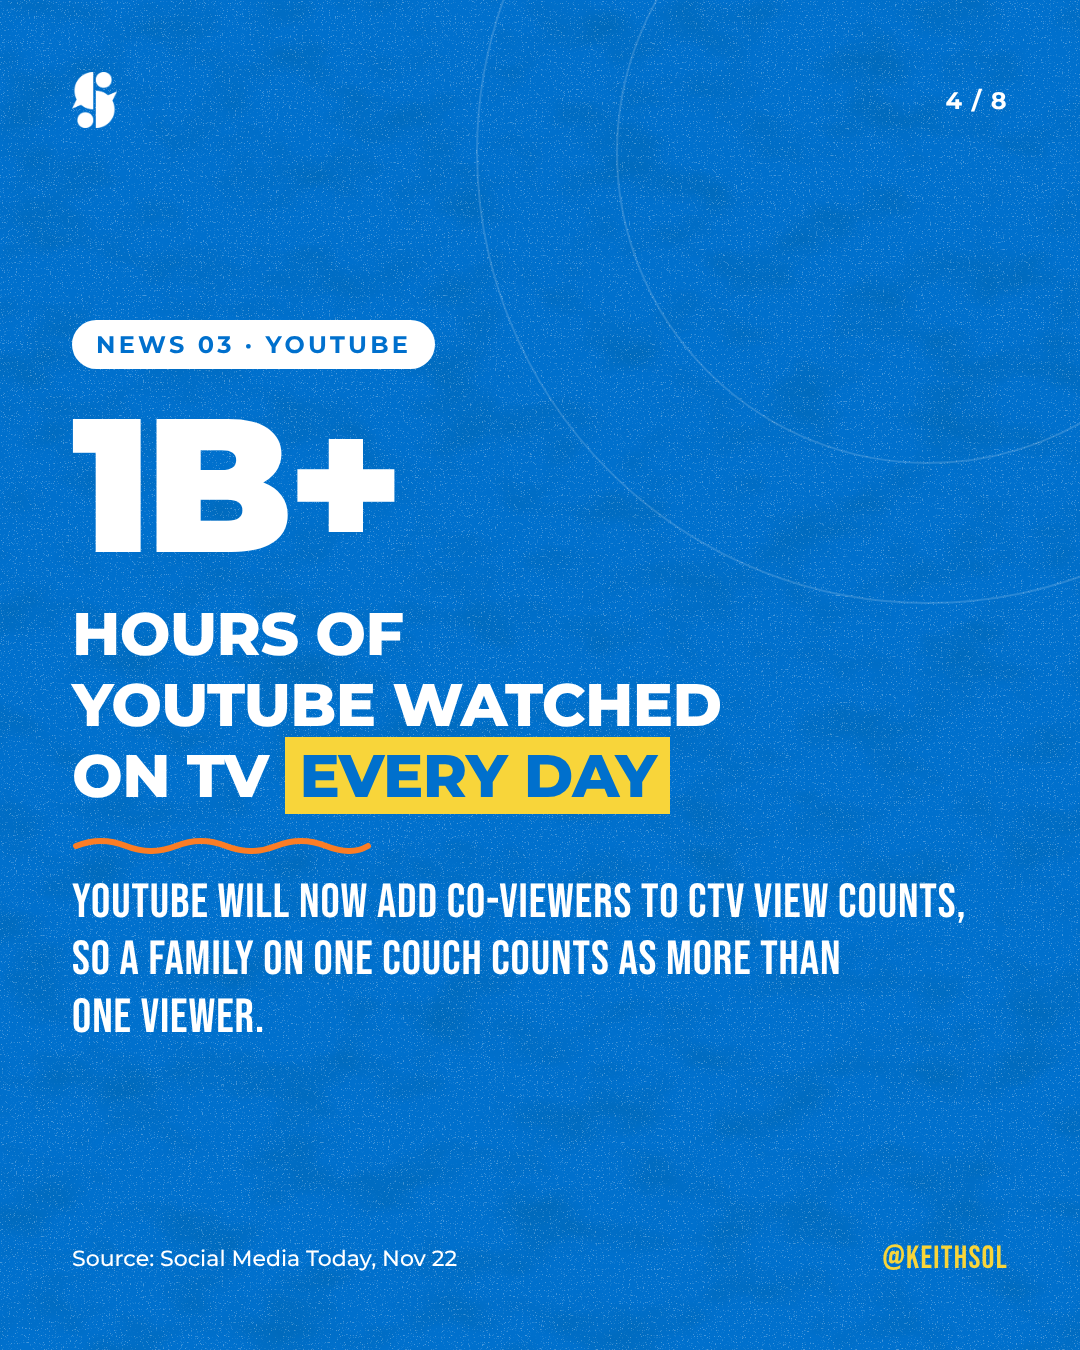 4 / 8
NEWS 03 · YOUTUBE
1B+
HOURS OF
YOUTUBE WATCHED
ON TV EVERY DAY
YOUTUBE WILL NOW ADD CO-VIEWERS TO CTV VIEW COUNTS,
SO A FAMILY ON ONE COUCH COUNTS AS MORE THAN
ONE VIEWER.
Source: Social Media Today, Nov 22
@KEITHSOL